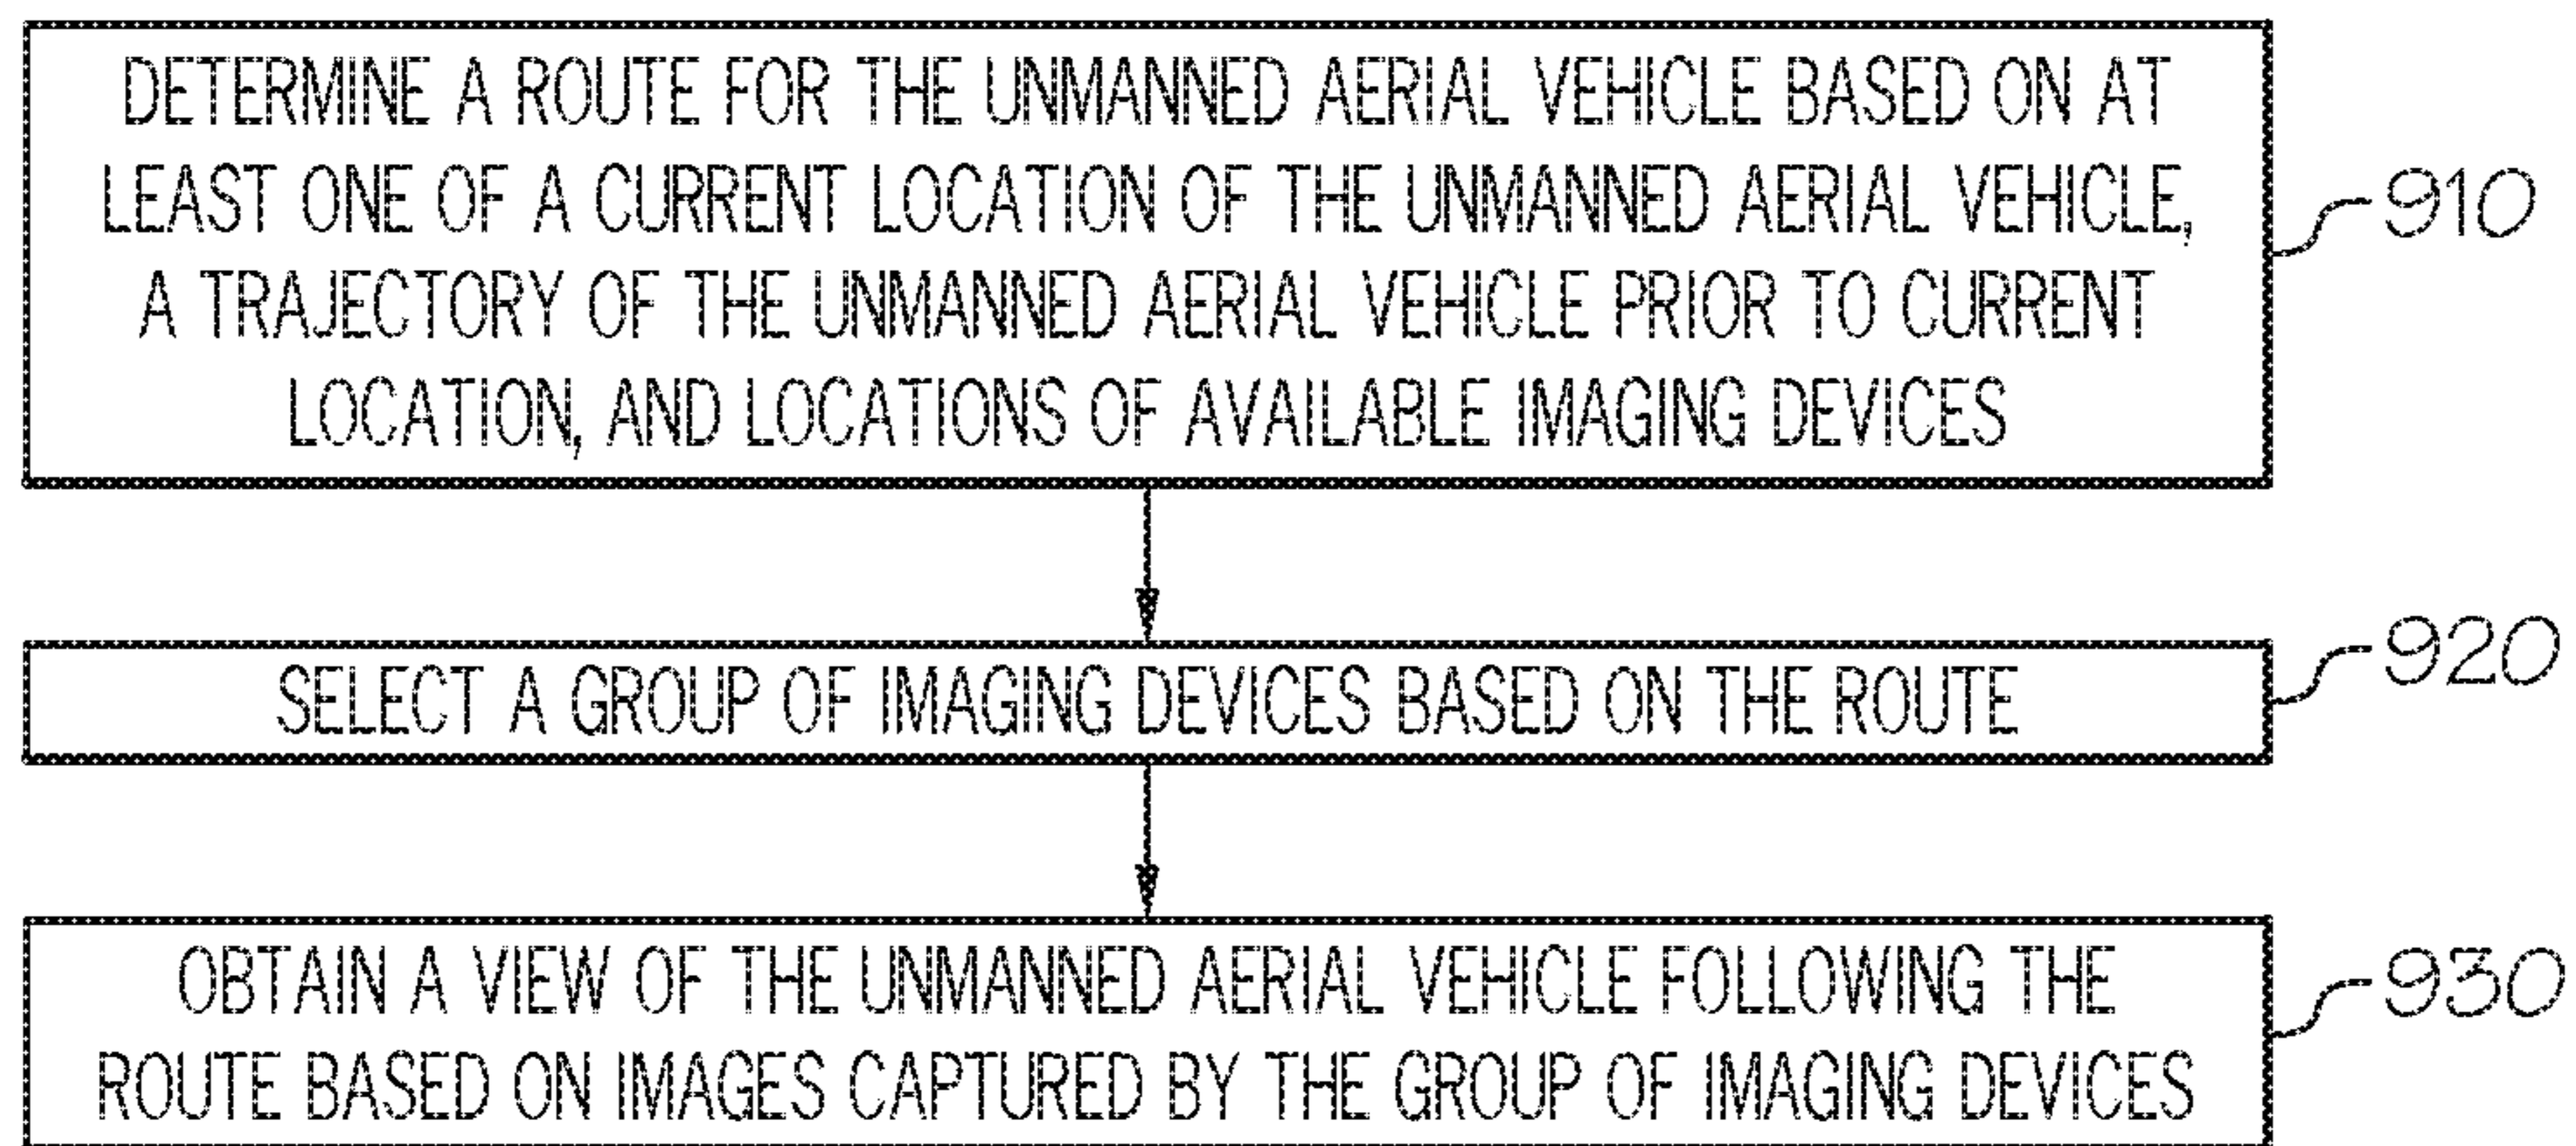 DETERMINE A ROUTE FOR THE UNMANNED AERIAL VEHICLE BASED ON AT
LEAST ONE OF A CURRENT LOCATION OF THE UNMANNED AERIAL VEHICLE,
A TRAJECTORY OF THE UNMANNED AERIAL VEHICLE PRIOR TO CURRENT
LOCATION, AND LOCATIONS OF AVAILABLE IMAGING DEVICES
910
SELECT A GROUP OF IMAGING DEVICES BASED ON THE ROUTE
920
OBTAIN A VIEW OF THE UNMANNED AERIAL VEHICLE FOLLOWING THE
ROUTE BASED ON IMAGES CAPTURED BY THE GROUP OF IMAGING DEVICES
930